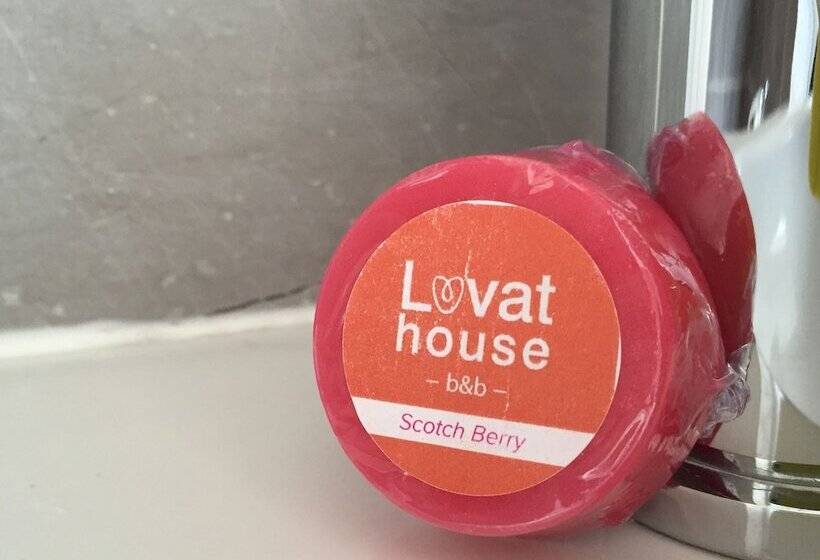 Lovat
house
– b&b –
Scotch Berry